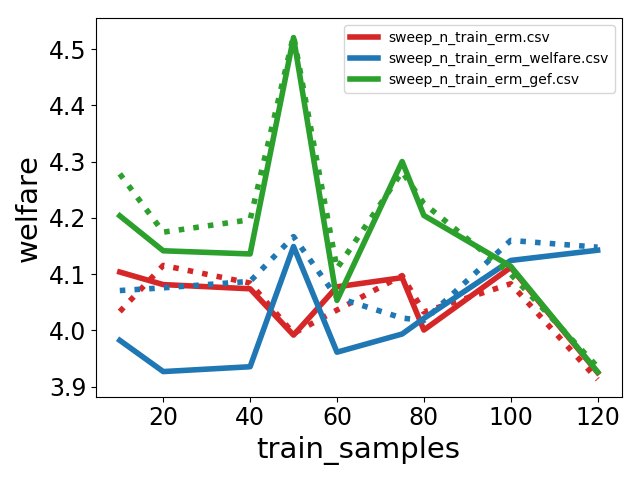 sweep_n_train_erm.csv
sweep_n_train_erm_welfare.csv
sweep_n_train_erm_gef.csv
welfare
4.5
4.4
4.3
4.2
4.1
4.0
3.9
20 40 60 80 100 120
train_samples